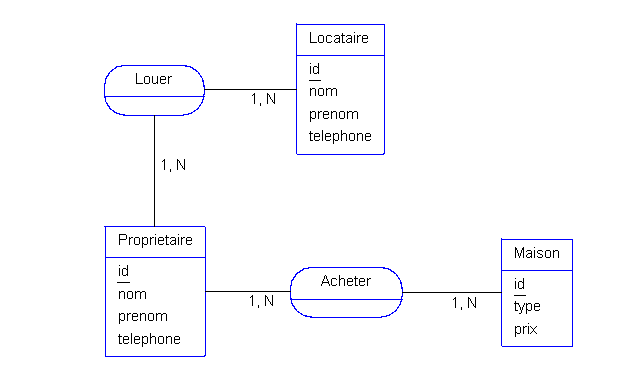 Locataire
id
nom
prenom
telephone
Louer
1, N
1, N
Proprietaire
id
nom
prenom
telephone
Acheter
1, N
1, N
Maison
id
type
prix